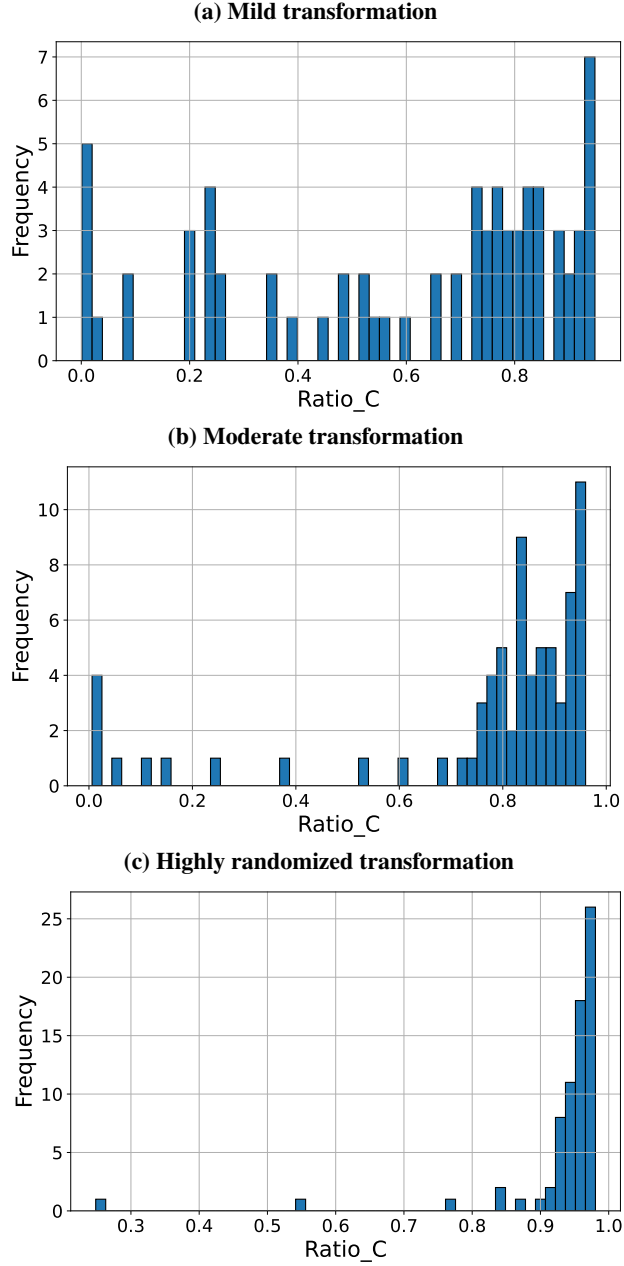 (a) Mild transformation
7
6
5
4
3
2
1
0
Frequency
0.0 0.2 0.4 0.6 0.8
Ratio_C
(b) Moderate transformation
10
8
6
4
2
0
Frequency
0.0 0.2 0.4 0.6 0.8 1.0
Ratio_C
(c) Highly randomized transformation
25
20
15
10
5
0
Frequency
0.3 0.4 0.5 0.6 0.7 0.8 0.9 1.0
Ratio_C